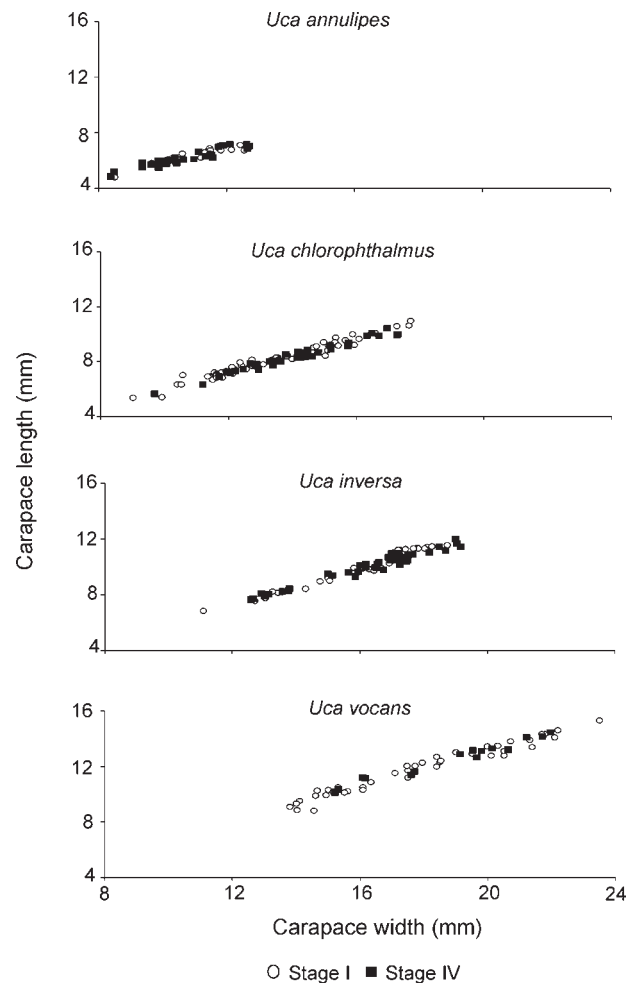 Uca annulipes
16
12
8
4
Uca chlorophthalmus
16
12
8
4
Carapace length (mm)
Uca inversa
16
12
8
4
Uca vocans
16
12
8
4
8 12 16 20 24
Carapace width (mm)
Stage I Stage IV